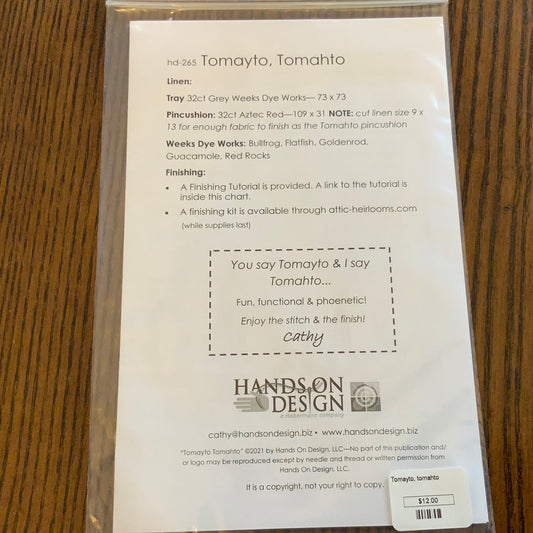 hd-265 Tomayto, Tomahto
Linen:
Tray 32ct Grey Weeks Dye Works— 73 x 73
Pincushion: 32ct Aztec Red—109 x 31 NOTE: cut linen size 9 x
13 for enough fabric to finish as the Tomahto pincushion
Weeks Dye Works: Bullfrog, Flatfish, Goldenrod,
Guacamole, Red Rocks
Finishing:
• A Finishing Tutorial is provided. A link to the tutorial is
inside this chart.
• A finishing kit is available through attic-heirlooms.com
(while supplies last)
You say Tomayto & I say
Tomahto...
Fun, functional & phoenetic!
Enjoy the stitch & the finish!
Cathy
HANDS ON
DESIGN
a Habermann company
cathy@handsondesign.biz • www.handsondesign.biz
"Tomayto Tomahto" ©2021 by Hands On Design, LLC—No part of this publication and/
or logo may be reproduced except by needle and thread or written permission from
Hands On Design, LLC.
It is a copyright, not your right to copy.
Tomayto, tomahto
$12.00